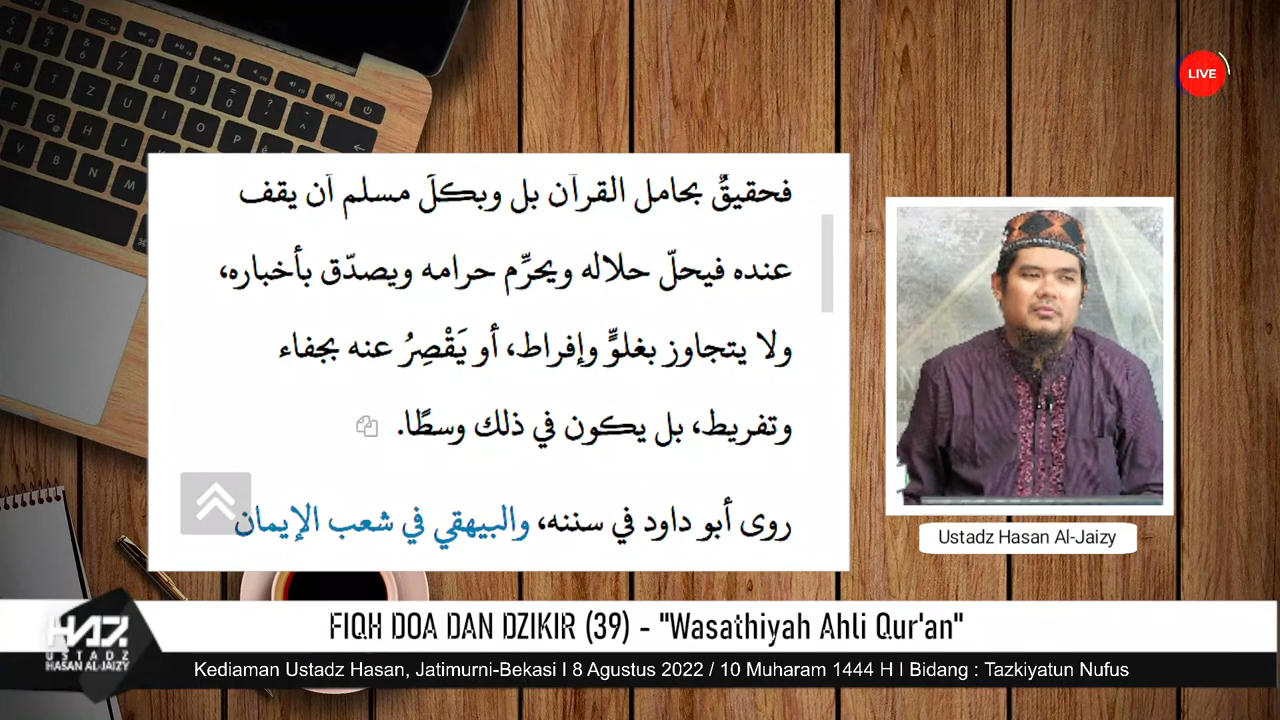 LIVE
فحقيقٌ بحامل القرآن بل وبكلّ مسلم أن يقف
عنده فيحلّ حلاله ويحرِّم حرامه ويصدّق بأخباره،
ولا يتجاوز بغلوٍّ وإفراط، أو يَقْصِرُ عنه بجفاء
وتفريط، بل يكون في ذلك وسطًا.
روى أبو داود في سننه، والبيهقي في شعب الإيمان
Ustadz Hasan Al-Jaizy
FIQH DOA DAN DZIKIR (39) - "Wasathiyah Ahli Qur'an"
HAZ
USTADZ
HASAN AL-JAIZY
Kediaman Ustadz Hasan, Jatimurni-Bekasi I 8 Agustus 2022 / 10 Muharam 1444 H I Bidang : Tazkiyatun Nufus